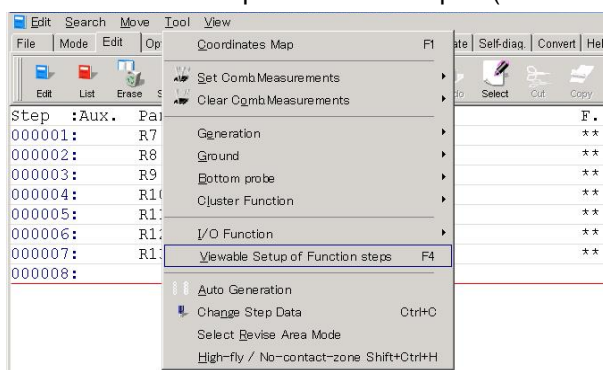 Edit Search Move Tool View
File Mode Edit Op ate Self-diag. Convert Hel
Edit List Erase S do Select Cut Copy
Step :Aux. Pa F.
000001: R7 **
000002: R8 **
000003: R9 **
000004: R1 **
000005: R1 **
000006: R1 **
000007: R1 **
000008:
Coordinates Map F1
Set Comb.Measurements
Clear Comb.Measurements
Generation
Ground
Bottom probe
Cluster Function
I/O Function
Viewable Setup of Function steps F4
Auto Generation
Change Step Data Ctrl+C
Select Revise Area Mode
High-fly / No-contact-zone Shift+Ctrl+H